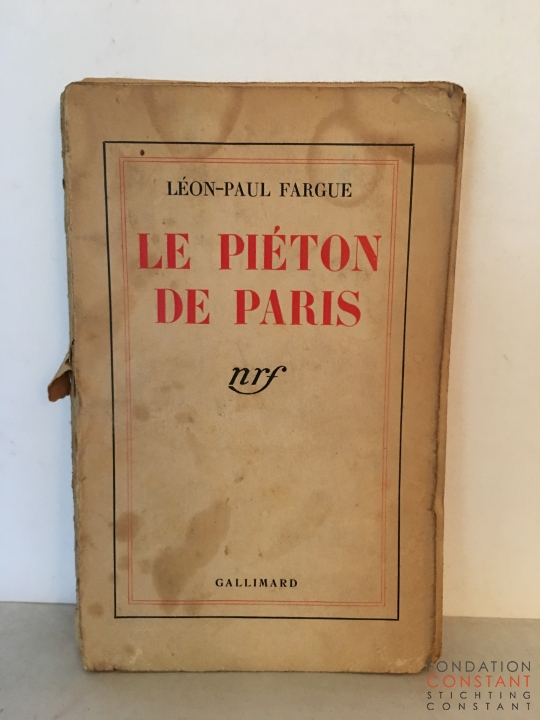 LÉON-PAUL FARGUE
LE PIÉTON
DE PARIS
nrf
GALLIMARD
FONDATION
CONSTANT
STICHTING
CONSTANT